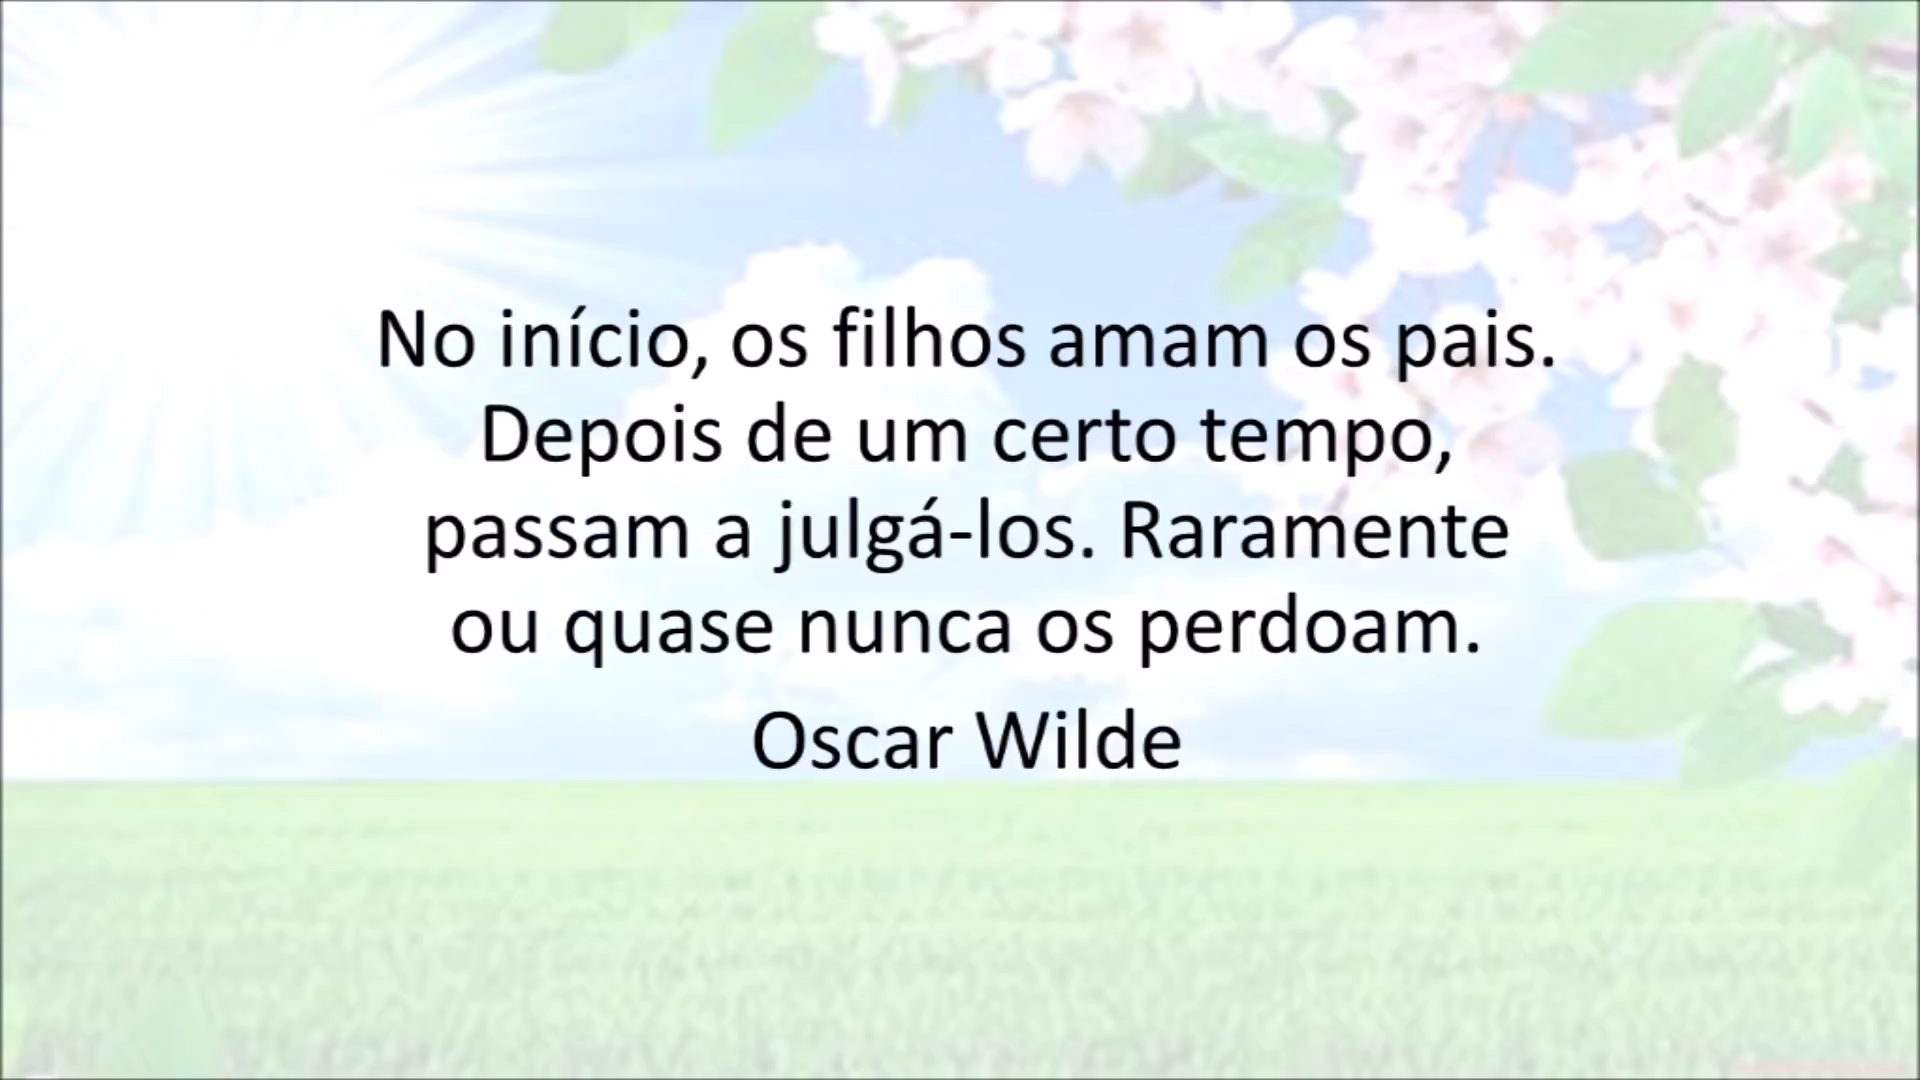 No início, os filhos amam os pais.
Depois de um certo tempo,
passam a julgá-los. Raramente
ou quase nunca os perdoam.
Oscar Wilde